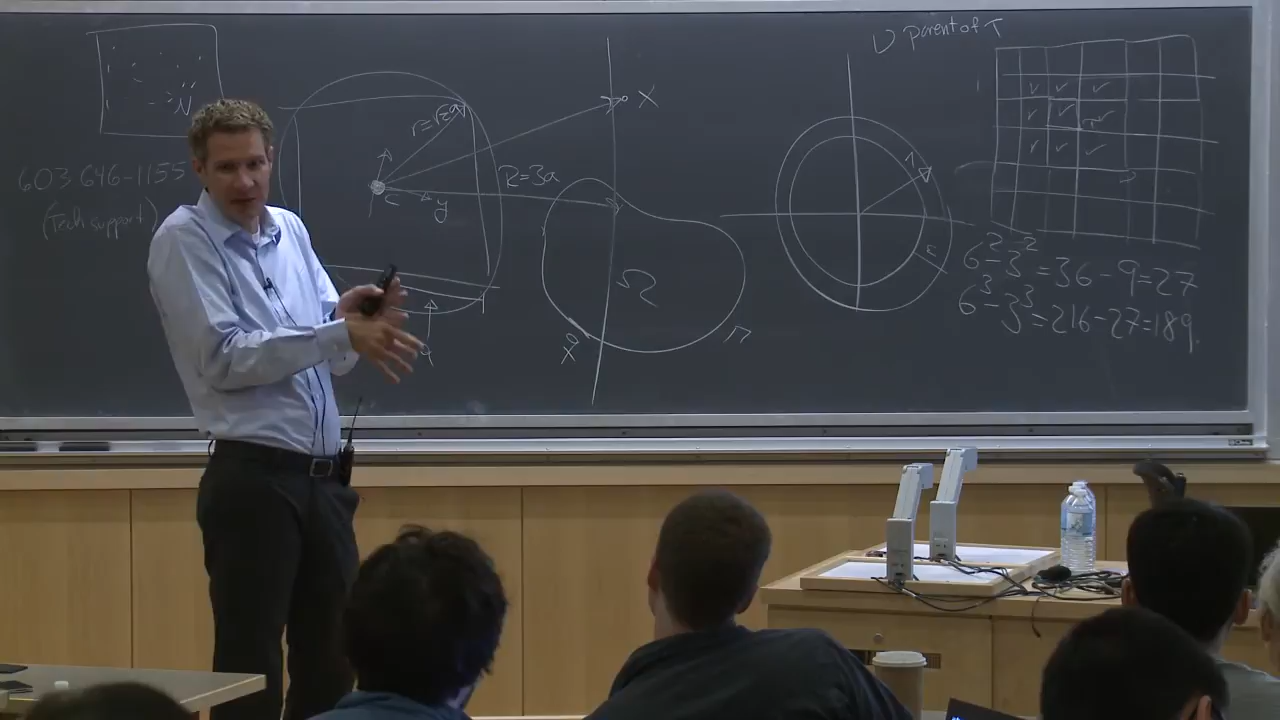 N
603 646-1155
(Tech support)
r=√2a
c
y
R=3a
X
Ω
Γ
U parent of T
6²-3²=36-9=27
6³-3³=216-27=189